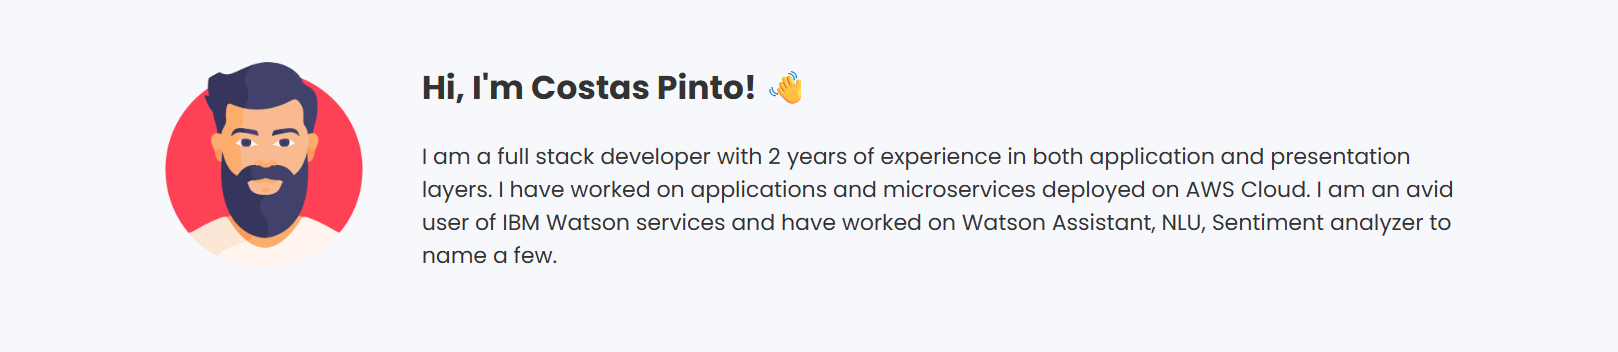 Hi, I'm Costas Pinto! 👋
I am a full stack developer with 2 years of experience in both application and presentation
layers. I have worked on applications and microservices deployed on AWS Cloud. I am an avid
user of IBM Watson services and have worked on Watson Assistant, NLU, Sentiment analyzer to
name a few.